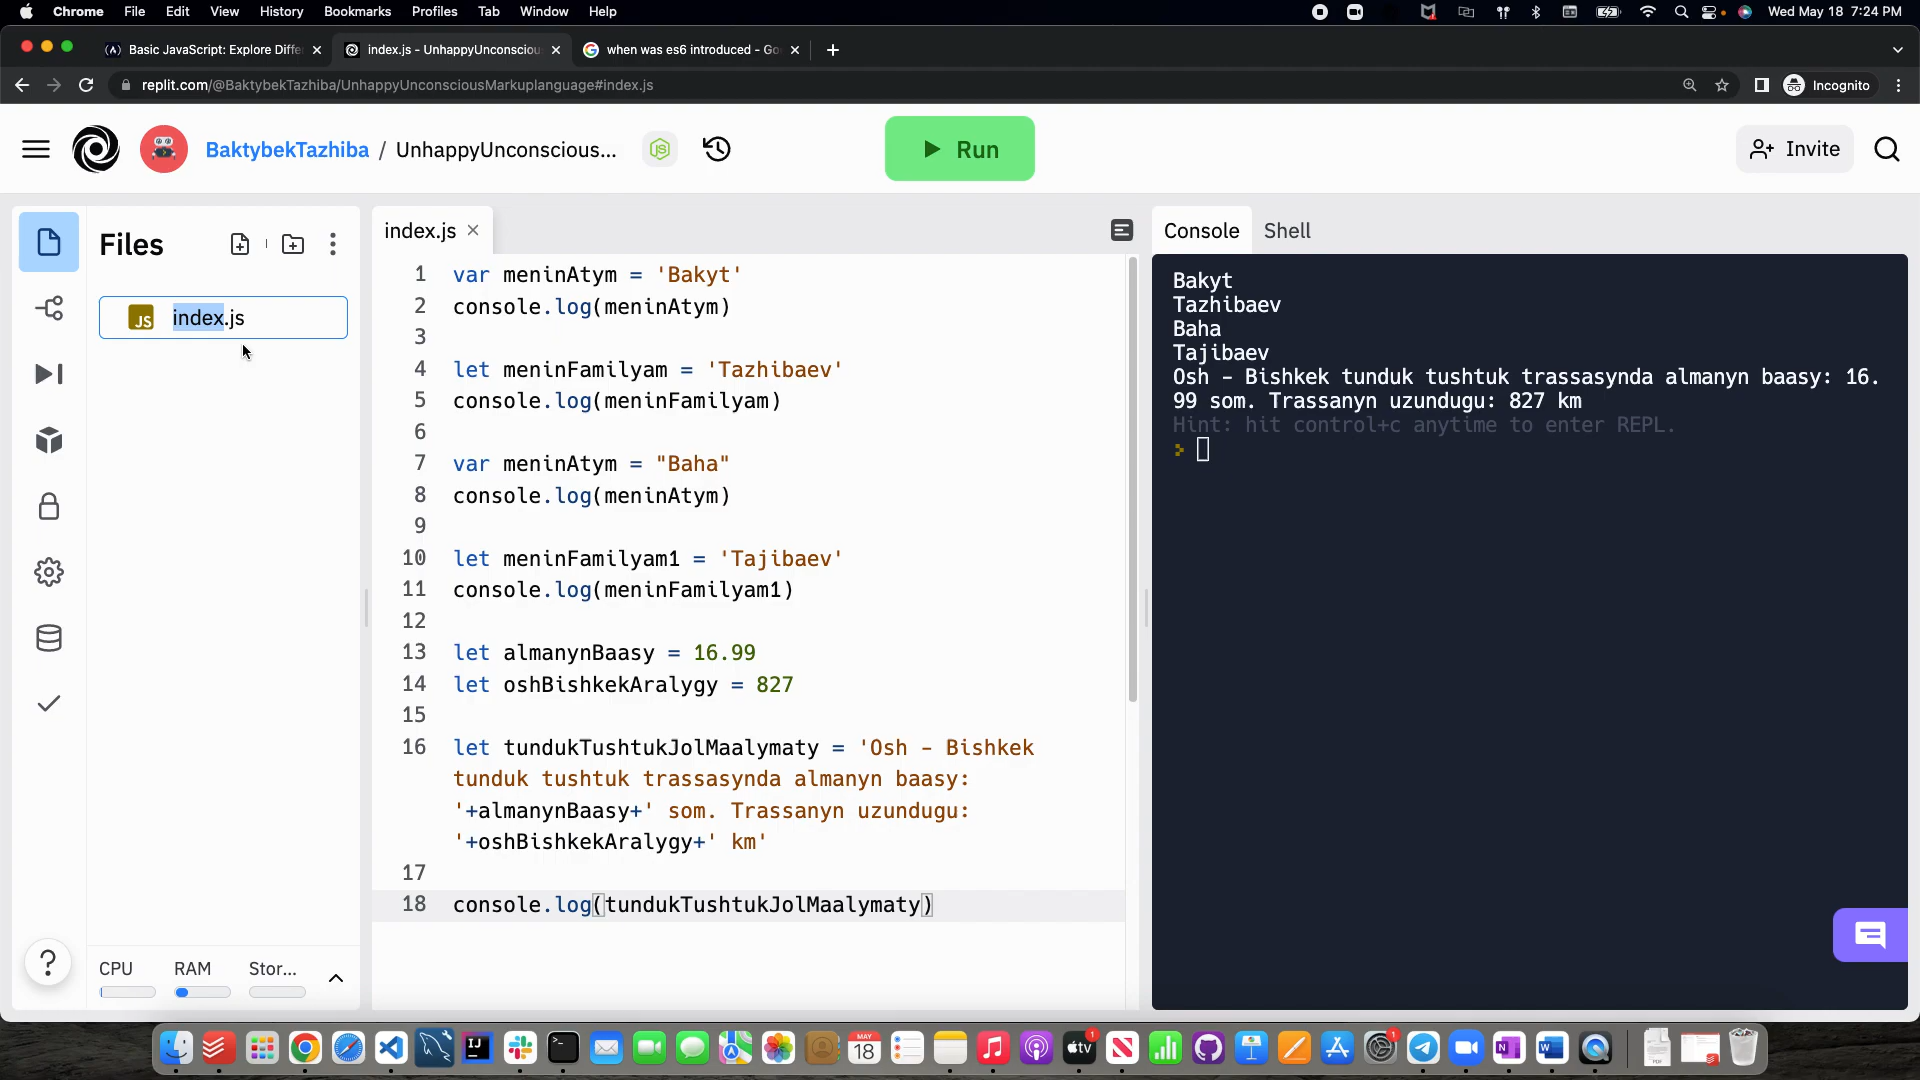 Chrome File Edit View History Bookmarks Profiles Tab Window Help Wed May 18 7:24 PM
Basic JavaScript: Explore Diffe index.js - UnhappyUnconsciou when was es6 introduced - Go
replit.com/@BaktybekTazhiba/UnhappyUnconsciousMarkuplanguage#index.js Incognito
BaktybekTazhiba / UnhappyUnconscious... Run Invite
Files
JS index.js
CPU RAM Stor...
?
index.js
1 var meninAtym = 'Bakyt'
2 console.log(meninAtym)
3
4 let meninFamilyam = 'Tazhibaev'
5 console.log(meninFamilyam)
6
7 var meninAtym = "Baha"
8 console.log(meninAtym)
9
10 let meninFamilyam1 = 'Tajibaev'
11 console.log(meninFamilyam1)
12
13 let almanynBaasy = 16.99
14 let oshBishkekAralygy = 827
15
16 let tundukTushtukJolMaalymaty = 'Osh - Bishkek
tunduk tushtuk trassasynda almanyn baasy:
'+almanynBaasy+' som. Trassanyn uzundugu:
'+oshBishkekAralygy+' km'
17
18 console.log(tundukTushtukJolMaalymaty)
Console Shell
Bakyt
Tazhibaev
Baha
Tajibaev
Osh - Bishkek tunduk tushtuk trassasynda almanyn baasy: 16.
99 som. Trassanyn uzundugu: 827 km
Hint: hit control+c anytime to enter REPL.
>
IJ MAY 18 tv 1 1 N W